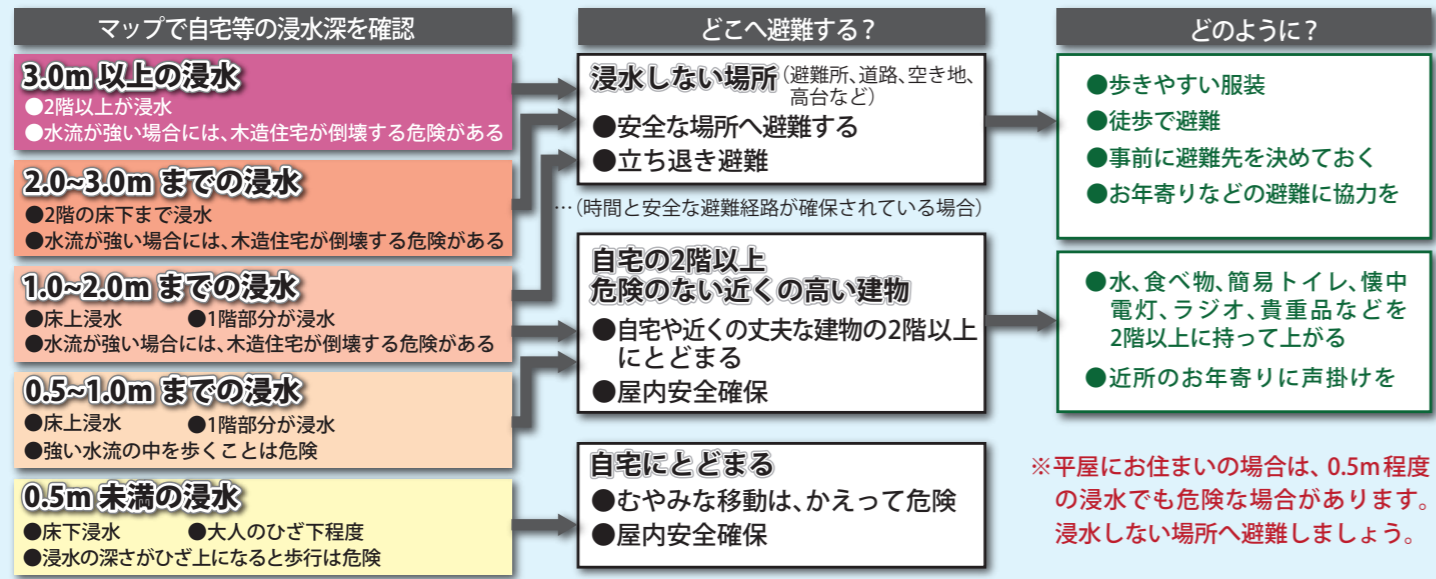 マップで自宅等の浸水深を確認
3.0m 以上の浸水
●2階以上が浸水
●水流が強い場合には、木造住宅が倒壊する危険がある
2.0~3.0m までの浸水
●2階の床下まで浸水
●水流が強い場合には、木造住宅が倒壊する危険がある
1.0~2.0m までの浸水
●床上浸水 ●1階部分が浸水
●水流が強い場合には、木造住宅が倒壊する危険がある
0.5~1.0m までの浸水
●床上浸水 ●1階部分が浸水
●強い水流の中を歩くことは危険
0.5m 未満の浸水
●床下浸水 ●大人のひざ下程度
●浸水の深さがひざ上になると歩行は危険
どこへ避難する？
浸水しない場所(避難所、道路、空き地、
高台など)
●安全な場所へ避難する
●立ち退き避難
…(時間と安全な避難経路が確保されている場合)
自宅の2階以上
危険のない近くの高い建物
●自宅や近くの丈夫な建物の2階以上
にとどまる
●屋内安全確保
自宅にとどまる
●むやみな移動は、かえって危険
●屋内安全確保
どのように？
●歩きやすい服装
●徒歩で避難
●事前に避難先を決めておく
●お年寄りなどの避難に協力を
●水、食べ物、簡易トイレ、懐中
電灯、ラジオ、貴重品などを
2階以上に持って上がる
●近所のお年寄りに声掛けを
※平屋にお住まいの場合は、0.5m程度
の浸水でも危険な場合があります。
浸水しない場所へ避難しましょう。